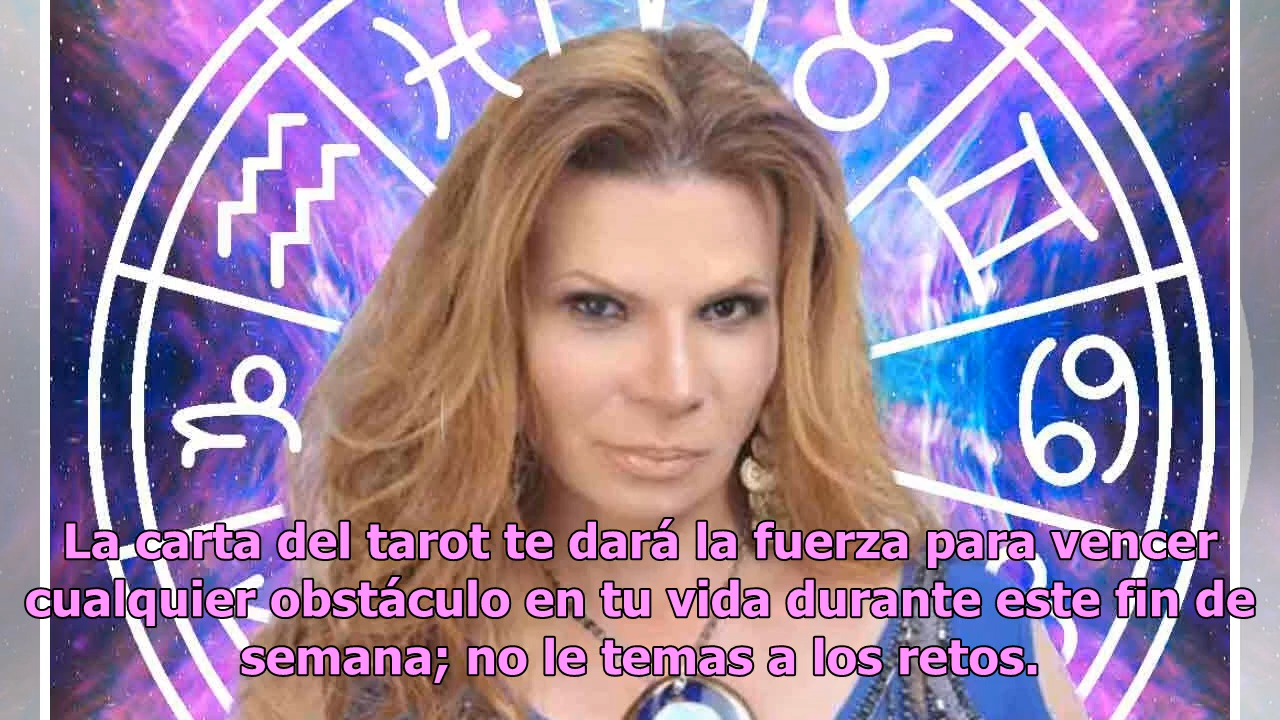 La carta del tarot te dará la fuerza para vencer
cualquier obstáculo en tu vida durante este fin de
semana; no le temas a los retos.